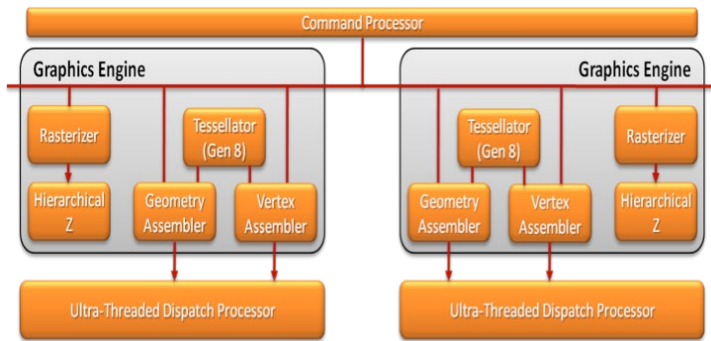 Command Processor
Graphics Engine
Rasterizer
Hierarchical
Z
Tessellator
(Gen 8)
Geometry
Assembler
Vertex
Assembler
Ultra-Threaded Dispatch Processor
Graphics Engine
Tessellator
(Gen 8)
Geometry
Assembler
Vertex
Assembler
Rasterizer
Hierarchical
Z
Ultra-Threaded Dispatch Processor